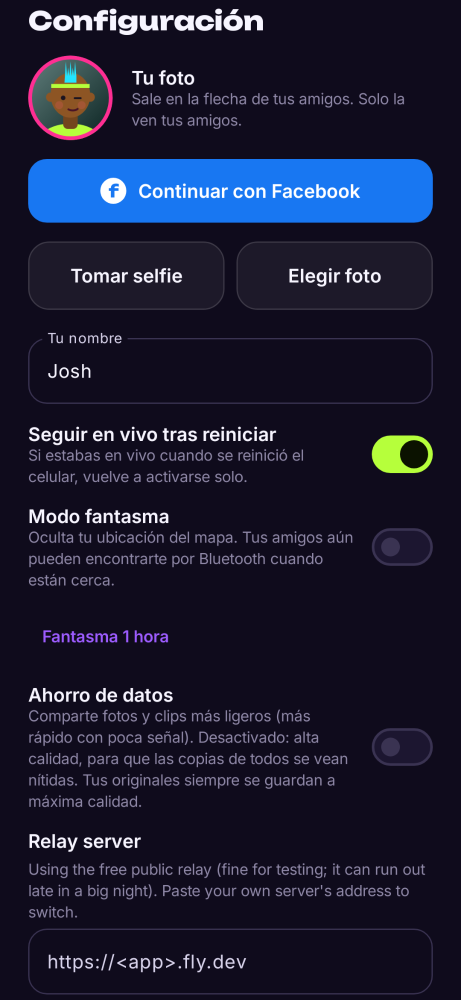 Configuración
Tu foto
Sale en la flecha de tus amigos. Solo la
ven tus amigos.
Continuar con Facebook
Tomar selfie
Elegir foto
Tu nombre
Josh
Seguir en vivo tras reiniciar
Si estabas en vivo cuando se reinició el
celular, vuelve a activarse solo.
Modo fantasma
Oculta tu ubicación del mapa. Tus amigos aún
pueden encontrarte por Bluetooth cuando
están cerca.
Fantasma 1 hora
Ahorro de datos
Comparte fotos y clips más ligeros (más
rápido con poca señal). Desactivado: alta
calidad, para que las copias de todos se vean
nítidas. Tus originales siempre se guardan a
máxima calidad.
Relay server
Using the free public relay (fine for testing; it can run out
late in a big night). Paste your own server's address to
switch.
https://<app>.fly.dev